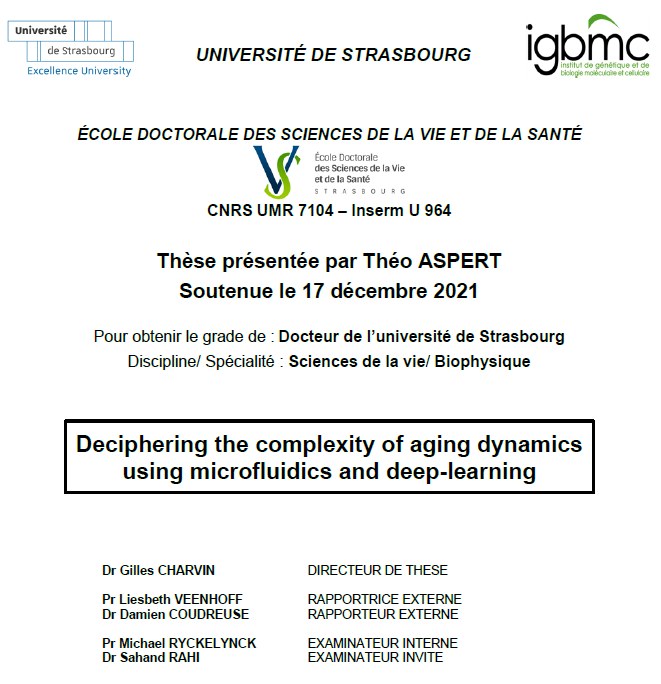 Université
de Strasbourg
Excellence University
UNIVERSITÉ DE STRASBOURG
igbmc
institut de génétique et de
biologie moléculaire et cellulaire
ÉCOLE DOCTORALE DES SCIENCES DE LA VIE ET DE LA SANTÉ
VS
École Doctorale
des Sciences de la Vie
et de la Santé
STRASBOURG
CNRS UMR 7104 – Inserm U 964
Thèse présentée par Théo ASPERT
Soutenue le 17 décembre 2021
Pour obtenir le grade de : Docteur de l’université de Strasbourg
Discipline/ Spécialité : Sciences de la vie/ Biophysique
Deciphering the complexity of aging dynamics
using microfluidics and deep-learning
Dr Gilles CHARVIN DIRECTEUR DE THESE
Pr Liesbeth VEENHOFF RAPPORTRICE EXTERNE
Dr Damien COUDREUSE RAPPORTEUR EXTERNE
Pr Michael RYCKELYNCK EXAMINATEUR INTERNE
Dr Sahand RAHI EXAMINATEUR INVITE